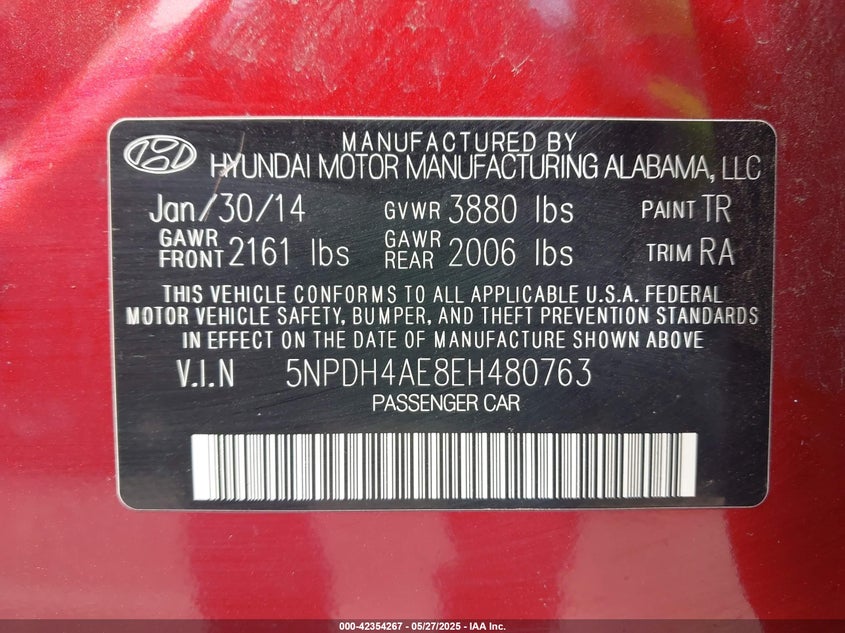 MANUFACTURED BY
HYUNDAI MOTOR MANUFACTURING ALABAMA, LLC
Jan/30/14 GVWR 3880 lbs PAINT TR
GAWR FRONT 2161 lbs GAWR REAR 2006 lbs TRIM RA
THIS VEHICLE CONFORMS TO ALL APPLICABLE U.S.A. FEDERAL
MOTOR VEHICLE SAFETY, BUMPER, AND THEFT PREVENTION STANDARDS
IN EFFECT ON THE DATE OF MANUFACTURE SHOWN ABOVE
V.I.N 5NPDH4AE8EH480763
PASSENGER CAR
000-42354267 - 05/27/2025 - IAA Inc.